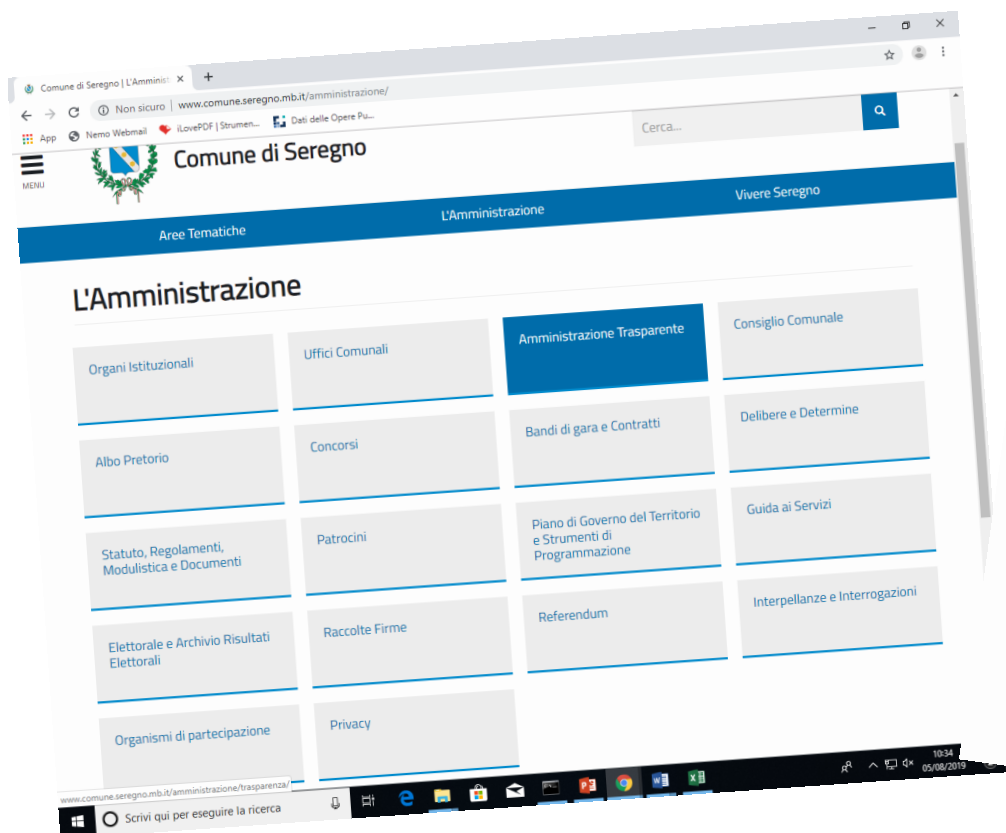 Comune di Seregno | L'Amminist
Non sicuro | www.comune.seregno.mb.it/amministrazione/
App
Nemo Webmail
iLovePDF | Strumen...
Dati delle Opere Pu...
MENU
Comune di Seregno
Cerca...
Aree Tematiche
L'Amministrazione
Vivere Seregno
L'Amministrazione
Organi Istituzionali
Uffici Comunali
Amministrazione Trasparente
Consiglio Comunale
Albo Pretorio
Concorsi
Bandi di gara e Contratti
Delibere e Determine
Statuto, Regolamenti,
Modulistica e Documenti
Patrocini
Piano di Governo del Territorio
e Strumenti di
Programmazione
Guida ai Servizi
Elettorale e Archivio Risultati
Elettorali
Raccolte Firme
Referendum
Interpellanze e Interrogazioni
Organismi di partecipazione
Privacy
www.comune.seregno.mb.it/amministrazione/trasparenza/
Scrivi qui per eseguire la ricerca
10:34
05/08/2019